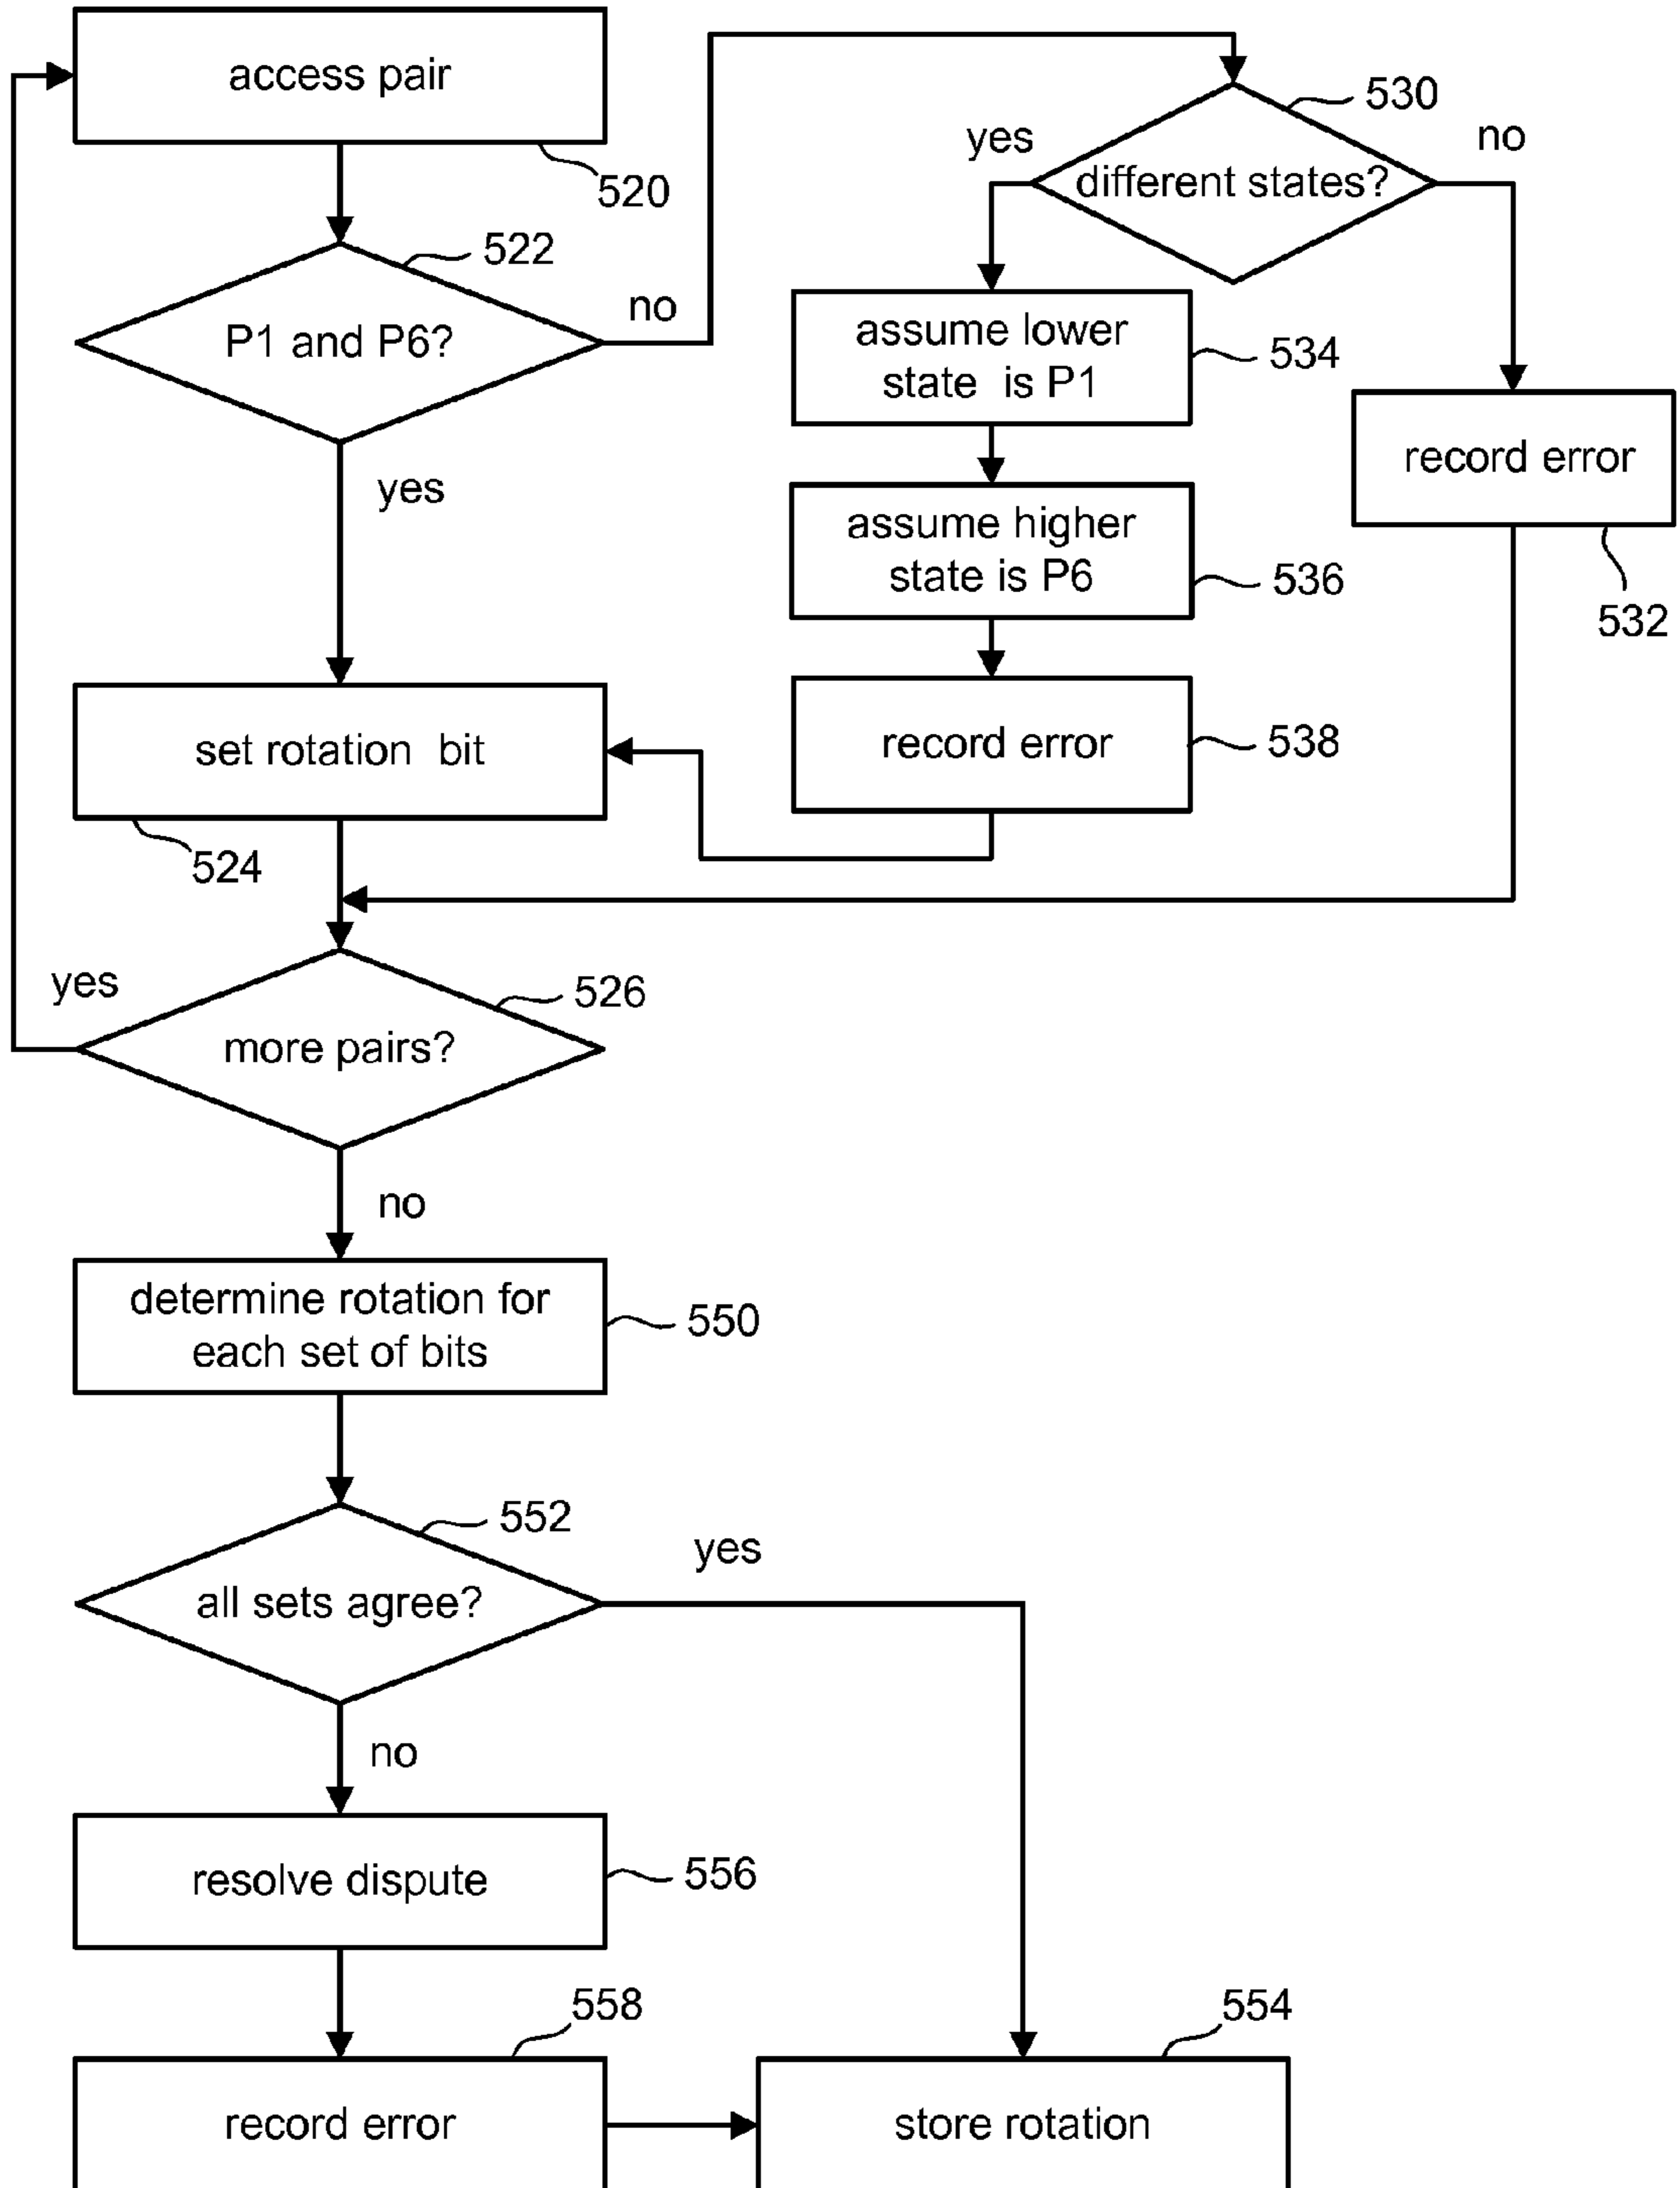 access pair
520
522
P1 and P6?
no
yes
530
yes
no
different states?
assume lower
state is P1
534
assume higher
state is P6
536
record error
538
record error
532
set rotation bit
524
yes
526
more pairs?
no
determine rotation for
each set of bits
550
552
all sets agree?
yes
no
resolve dispute
556
558
record error
554
store rotation